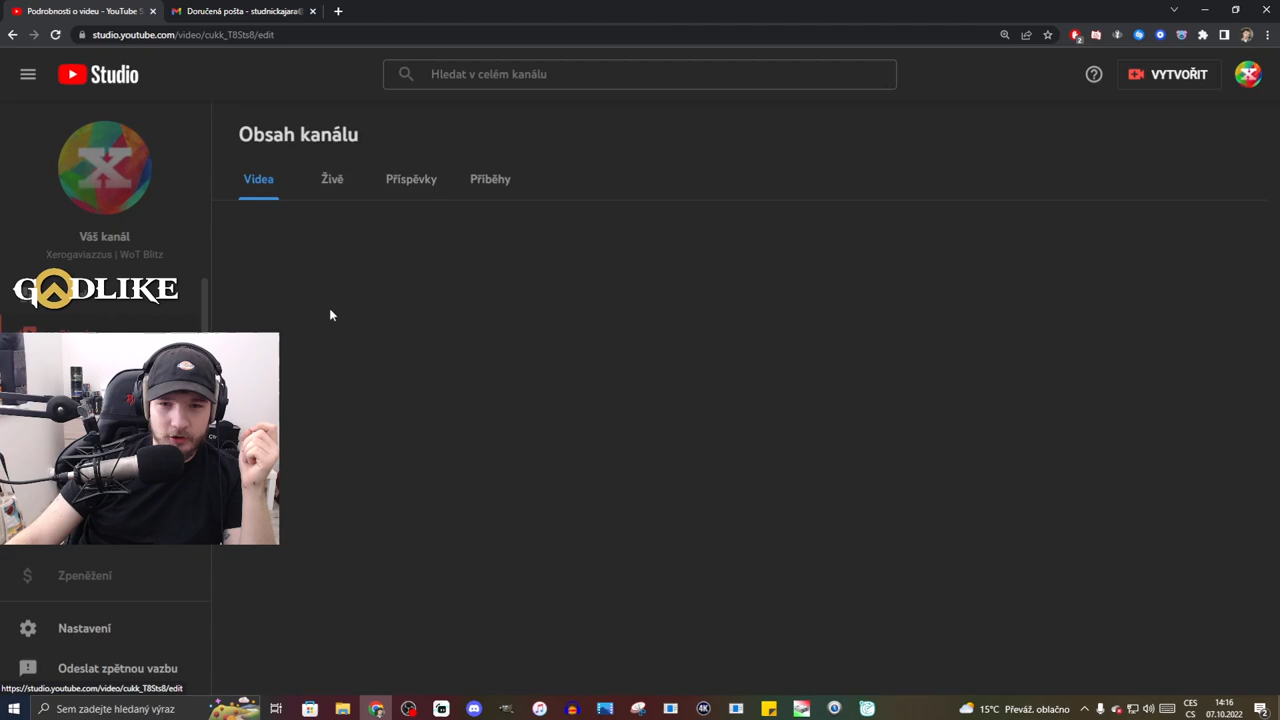 Podrobnosti o videu - YouTube S
Doručená pošta - studnickajara@
studio.youtube.com/video/cukk_T8Sts8/edit
2
Studio
Hledat v celém kanálu
VYTVOŘIT
Obsah kanálu
Videa
Živě
Příspěvky
Příběhy
Váš kanál
Xerogaviazzus | WoT Blitz
GODLIKE
Zpeněžení
Nastavení
Odeslat zpětnou vazbu
https://studio.youtube.com/video/cukk_T8Sts8/edit
Sem zadejte hledaný výraz
4K
15°C Převáž. oblačno
CES
CS
14:16
07.10.2022